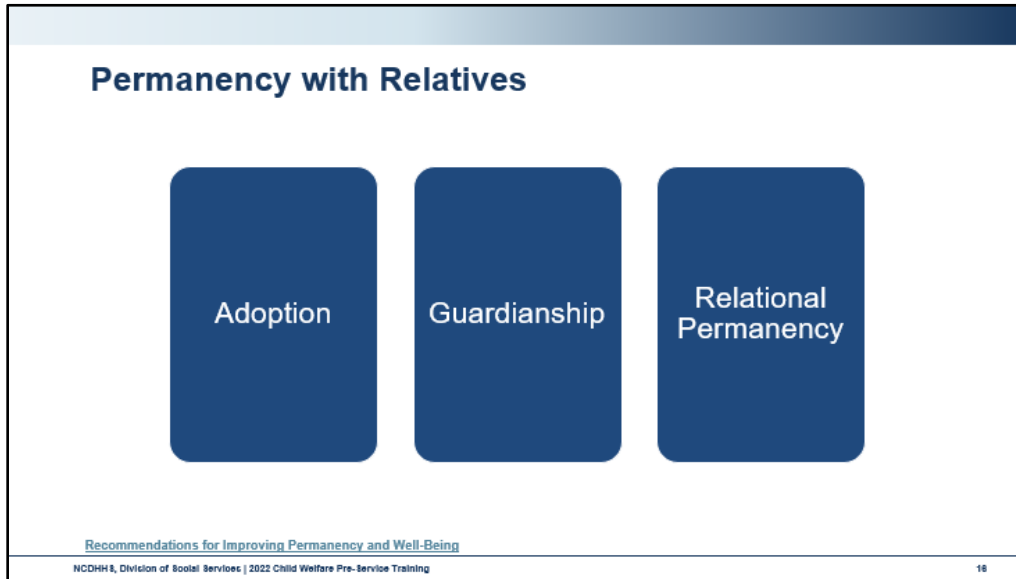 Permanency with Relatives
Adoption
Guardianship
Relational
Permanency
Recommendations for Improving Permanency and Well-Being
NCDHHS, Division of Social Services | 2022 Child Welfare Pre-Service Training
16